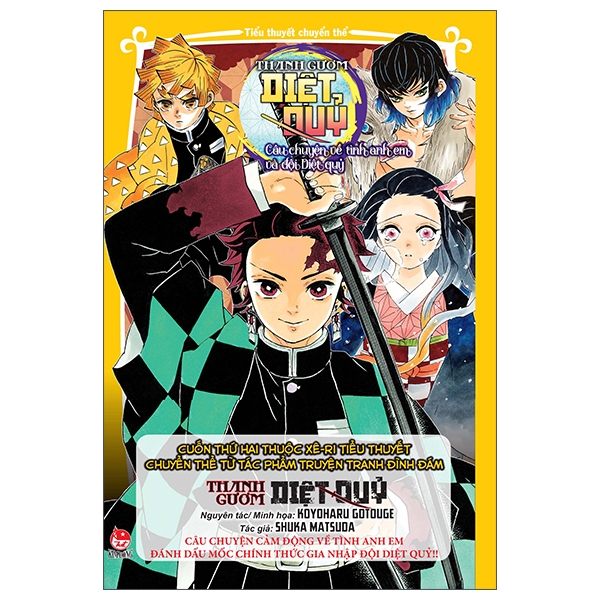 Tiểu thuyết chuyển thể
THANH GƯƠM
DIỆT QUỶ
Câu chuyện về tình anh em
và đội Diệt quỷ
CUỐN THỨ HAI THUỘC XÊ-RI TIỂU THUYẾT
CHUYỂN THỂ TỪ TÁC PHẨM TRUYỆN TRANH ĐÌNH ĐÁM
THANH GƯƠM DIỆT QUỶ
Nguyên tác/ Minh họa: KOYOHARU GOTOUGE
Tác giả: SHUKA MATSUDA
CÂU CHUYỆN CẢM ĐỘNG VỀ TÌNH ANH EM
ĐÁNH DẤU MỐC CHÍNH THỨC GIA NHẬP ĐỘI DIỆT QUỶ!!
KIM ĐỒNG